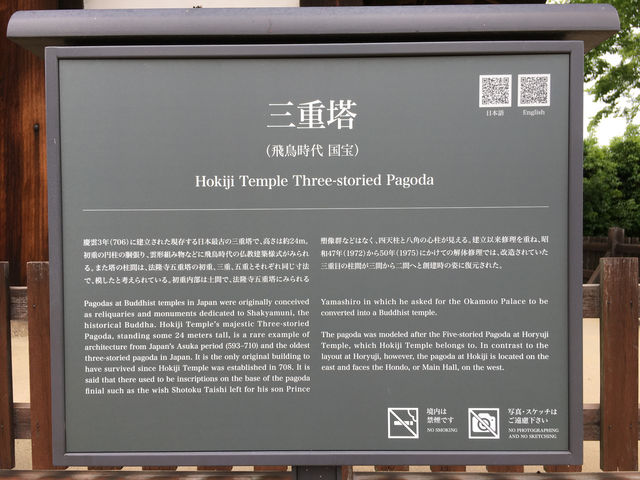 日本語
English
三重塔
（飛鳥時代 国宝）
Hokiji Temple Three-storied Pagoda
慶雲3年(706)に建立された現存する日本最古の三重塔で、高さは約24m。
初重の円柱の胴張り、雲形組み物などに飛鳥時代の仏教建築様式がみられ
る。また塔の柱間は、法隆寺五重塔の初重、三重、五重とそれぞれ同じ寸法
で、模したと考えられている。初重内部は土間で、法隆寺五重塔にみられる
塑像群などはなく、四天柱と八角の心柱が見える。建立以来修理を重ね、昭
和47年(1972)から50年(1975)にかけての解体修理では、改造されていた
三重目の柱間が三間から二間へと創建時の姿に復元された。
Pagodas at Buddhist temples in Japan were originally conceived
as reliquaries and monuments dedicated to Shakyamuni, the
historical Buddha. Hokiji Temple's majestic Three-storied
Pagoda, standing some 24 meters tall, is a rare example of
architecture from Japan's Asuka period (593–710) and the oldest
three-storied pagoda in Japan. It is the only original building to
have survived since Hokiji Temple was established in 708. It is
said that there used to be inscriptions on the base of the pagoda
finial such as the wish Shotoku Taishi left for his son Prince
Yamashiro in which he asked for the Okamoto Palace to be
converted into a Buddhist temple.
The pagoda was modeled after the Five-storied Pagoda at Horyuji
Temple, which Hokiji Temple belongs to. In contrast to the
layout at Horyuji, however, the pagoda at Hokiji is located on the
east and faces the Hondo, or Main Hall, on the west.
境内は
禁煙です
NO SMOKING
写真・スケッチは
ご遠慮下さい
NO PHOTOGRAPHING
AND NO SKETCHING